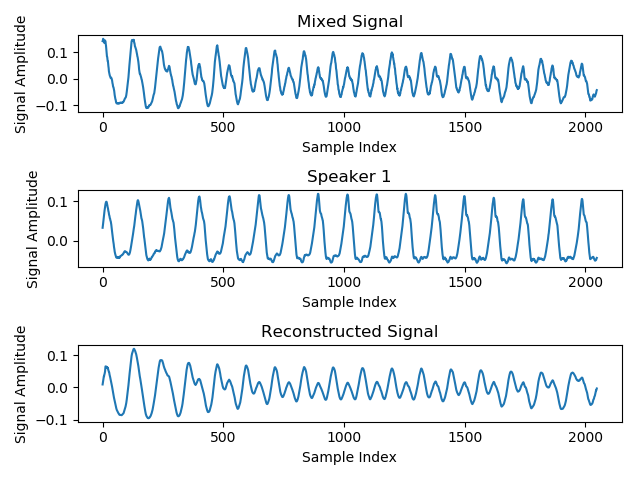 Mixed Signal
Signal Amplitude
0.1
0.0
−0.1
0 500 1000 1500 2000
Sample Index
Speaker 1
Signal Amplitude
0.1
0.0
0 500 1000 1500 2000
Sample Index
Reconstructed Signal
Signal Amplitude
0.1
0.0
−0.1
0 500 1000 1500 2000
Sample Index